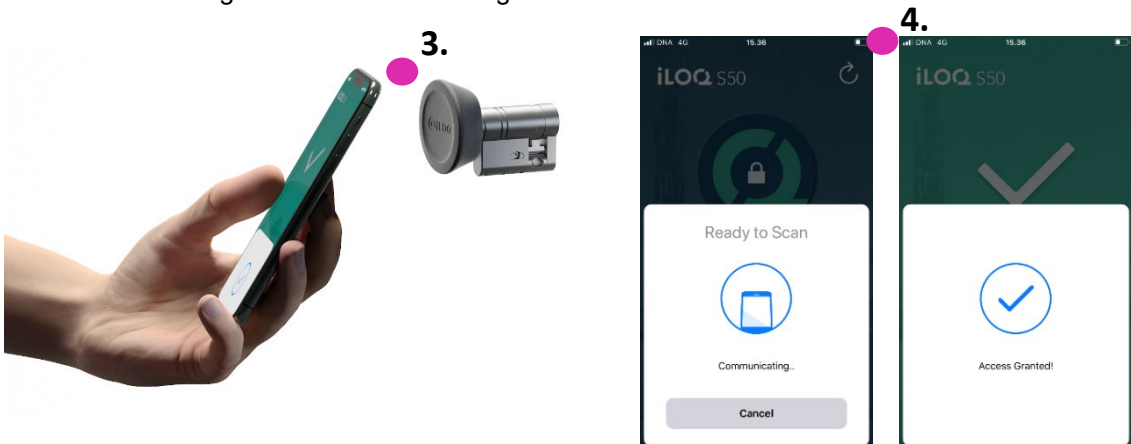 3.
iLOQ
4.
DNA 4G
15.36
iLOQ S50
Ready to Scan
Communicating..
Cancel
DNA 4G
15.36
iLOQ S50
Access Granted!